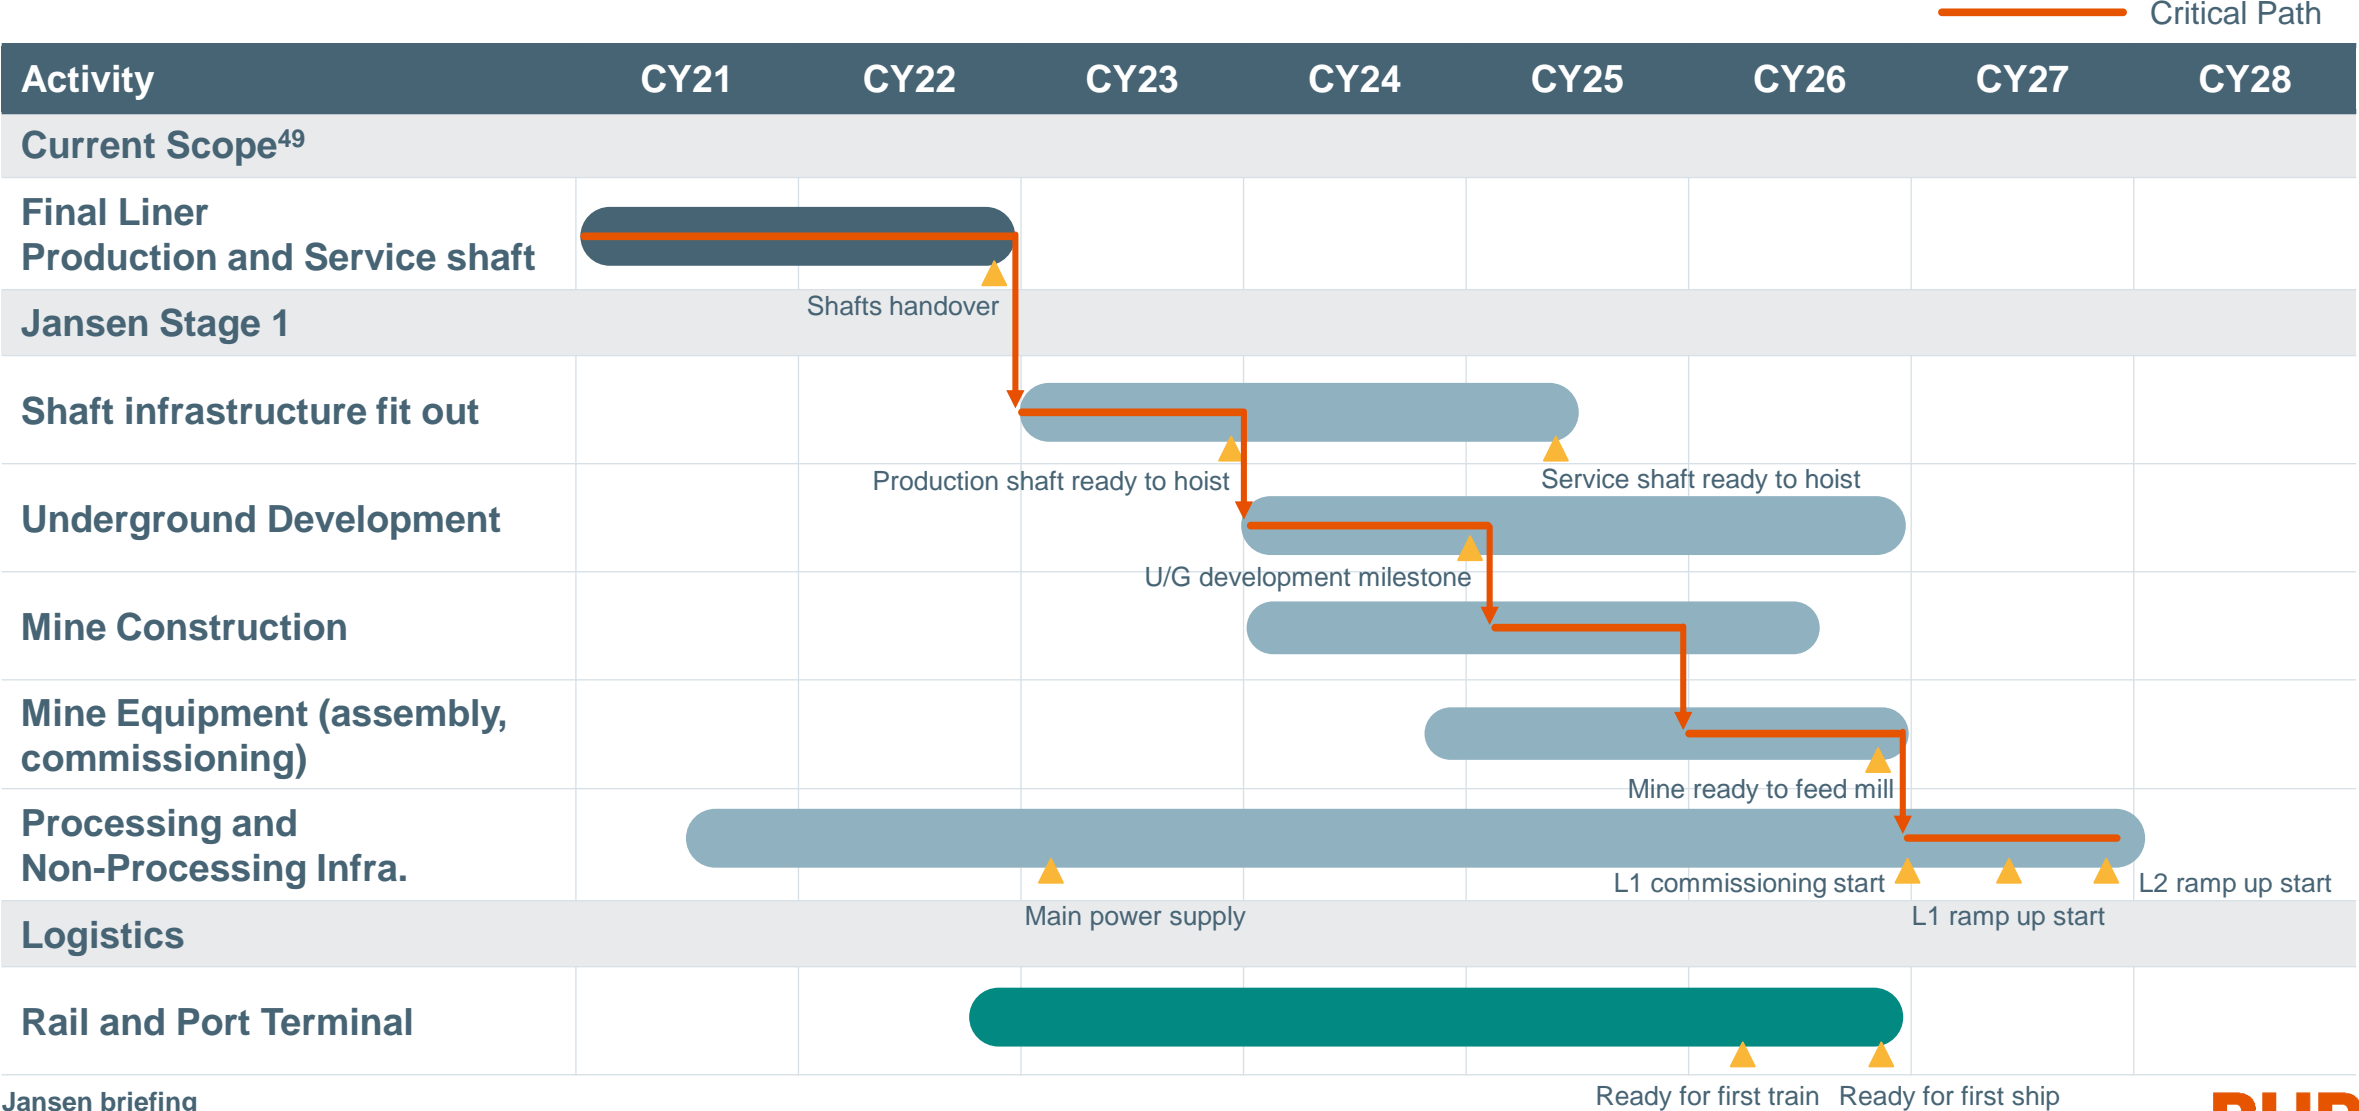 Critical Path
Activity CY21 CY22 CY23 CY24 CY25 CY26 CY27 CY28
Current Scope49
Final Liner
Production and Service shaft
Shafts handover
Jansen Stage 1
Shaft infrastructure fit out
Production shaft ready to hoist
Service shaft ready to hoist
Underground Development
U/G development milestone
Mine Construction
Mine Equipment (assembly,
commissioning)
Mine ready to feed mill
Processing and
Non-Processing Infra.
L1 commissioning start
L2 ramp up start
Main power supply
L1 ramp up start
Logistics
Rail and Port Terminal
Ready for first train
Ready for first ship
Jansen briefing